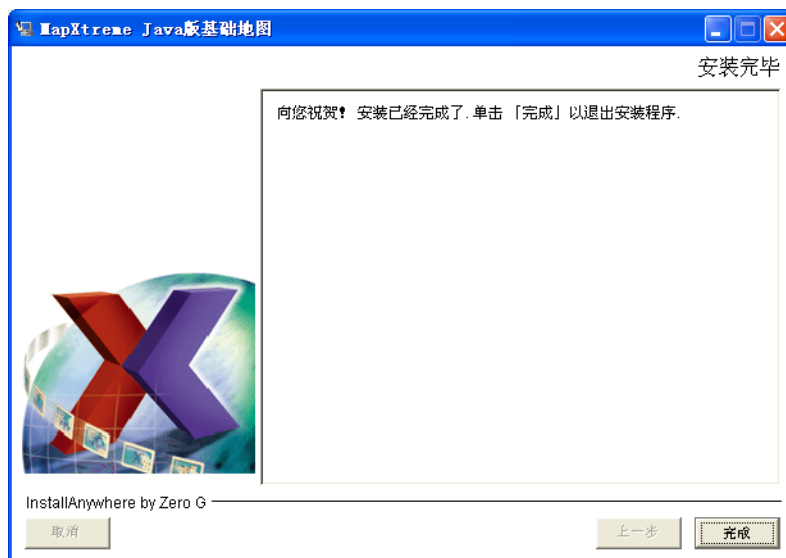 MapXtreme Java版基础地图
安装完毕
向您祝贺! 安装已经完成了.单击「完成」以退出安装程序.
InstallAnywhere by Zero G
取消
上一步
完成